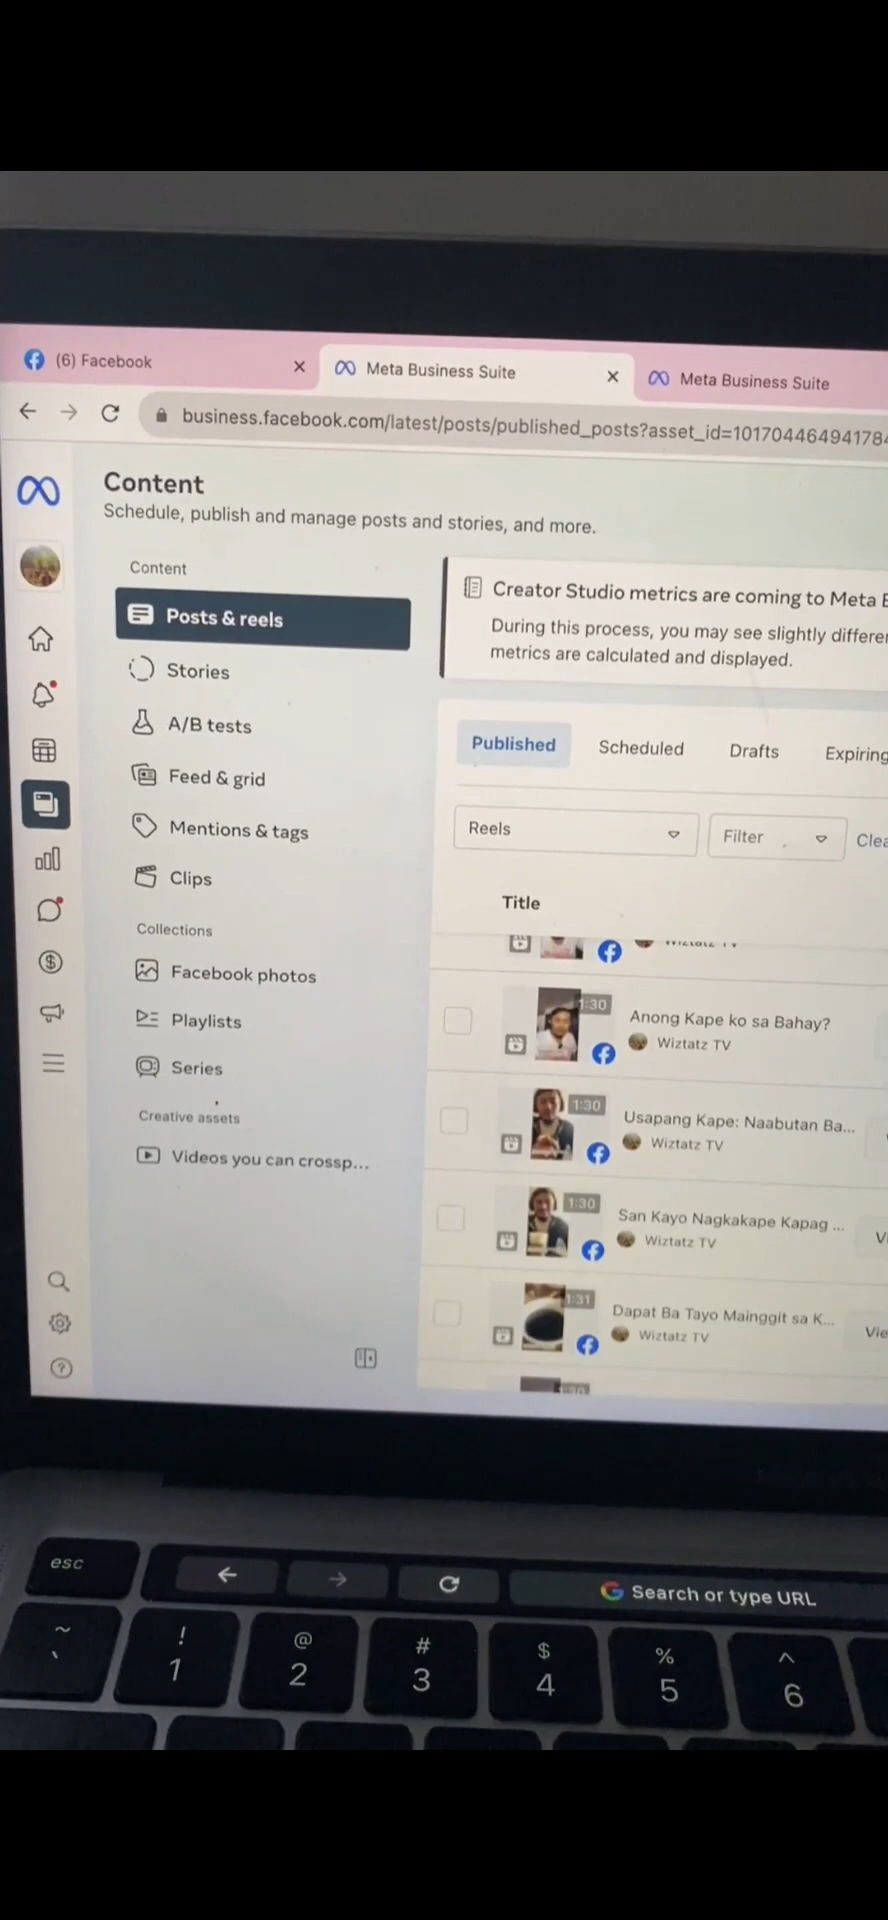 (6) Facebook
Meta Business Suite
Meta Business Suite
business.facebook.com/latest/posts/published_posts?asset_id=10170446494178
Content
Schedule, publish and manage posts and stories, and more.
Content
Posts & reels
Stories
A/B tests
Feed & grid
Mentions & tags
Clips
Collections
Facebook photos
Playlists
Series
Creative assets
Videos you can crossp...
Creator Studio metrics are coming to Meta
During this process, you may see slightly
metrics are calculated and displayed.
Published Scheduled Drafts Expiring
Reels Filter
Title
1:30
Anong Kape ko sa Bahay?
Wiztatz TV
1:30
Usapang Kape: Naabutan Ba...
Wiztatz TV
1:30
San Kayo Nagkakape Kapag ...
Wiztatz TV
1:31
Dapat Ba Tayo Mainggit sa K...
Wiztatz TV
esc
Search or type URL
~ ! @ # $ % ^
` 1 2 3 4 5 6